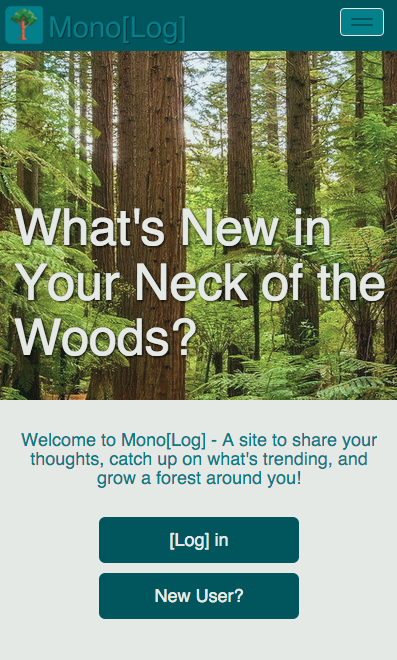 Mono[Log]
What's New in
Your Neck of the
Woods?
Welcome to Mono[Log] - A site to share your
thoughts, catch up on what's trending, and
grow a forest around you!
[Log] in
New User?